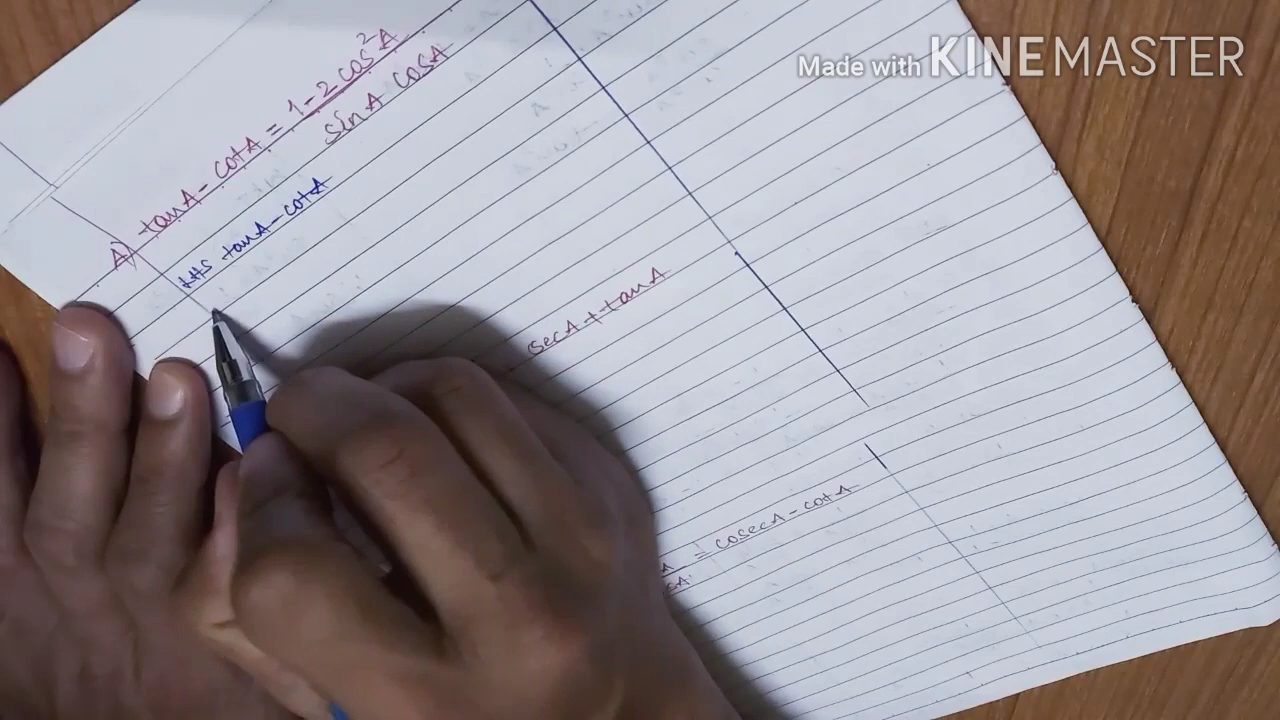 Made with KINEMASTER
A) tanA - cotA = 1-2cos²A / sinA cosA
LHS tanA - cotA
secA + tanA
= cosecA - cotA